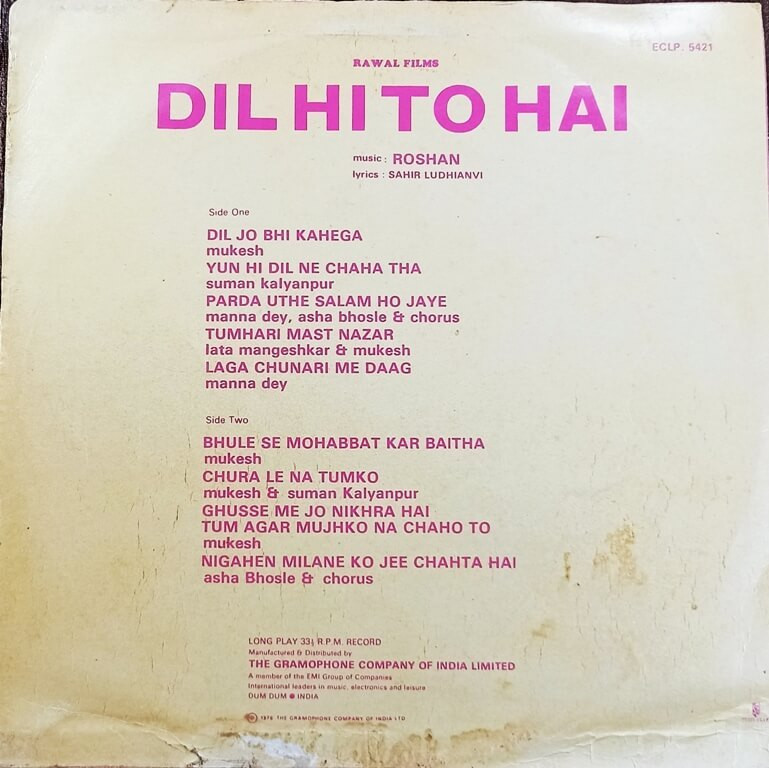 ECLP. 5421
RAWAL FILMS
DIL HI TO HAI
music : ROSHAN
lyrics : SAHIR LUDHIANVI
Side One
DIL JO BHI KAHEGA
mukesh
YUN HI DIL NE CHAHA THA
suman kalyanpur
PARDA UTHE SALAM HO JAYE
manna dey, asha bhosle & chorus
TUMHARI MAST NAZAR
lata mangeshkar & mukesh
LAGA CHUNARI ME DAAG
manna dey
Side Two
BHULE SE MOHABBAT KAR BAITHA
mukesh
CHURA LE NA TUMKO
mukesh & suman Kalyanpur
GHUSSE ME JO NIKHRA HAI
TUM AGAR MUJHKO NA CHAHO TO
mukesh
NIGAHEN MILANE KO JEE CHAHTA HAI
asha Bhosle & chorus
LONG PLAY 33⅓ R.P.M. RECORD
Manufactured & Distributed by
THE GRAMOPHONE COMPANY OF INDIA LIMITED
A member of the EMI Group of Companies
International leaders in music, electronics and leisure
DUM DUM ● INDIA
THE GRAMOPHONE COMPANY OF INDIA LTD